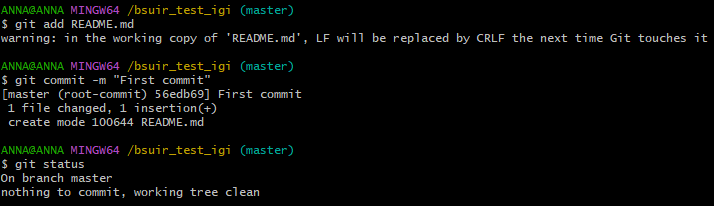 ANNA@ANNA MINGW64 /bsuir_test_igi (master)
$ git add README.md
warning: in the working copy of 'README.md', LF will be replaced by CRLF the next time Git touches it
ANNA@ANNA MINGW64 /bsuir_test_igi (master)
$ git commit -m "First commit"
[master (root-commit) 56edb69] First commit
 1 file changed, 1 insertion(+)
 create mode 100644 README.md
ANNA@ANNA MINGW64 /bsuir_test_igi (master)
$ git status
On branch master
nothing to commit, working tree clean